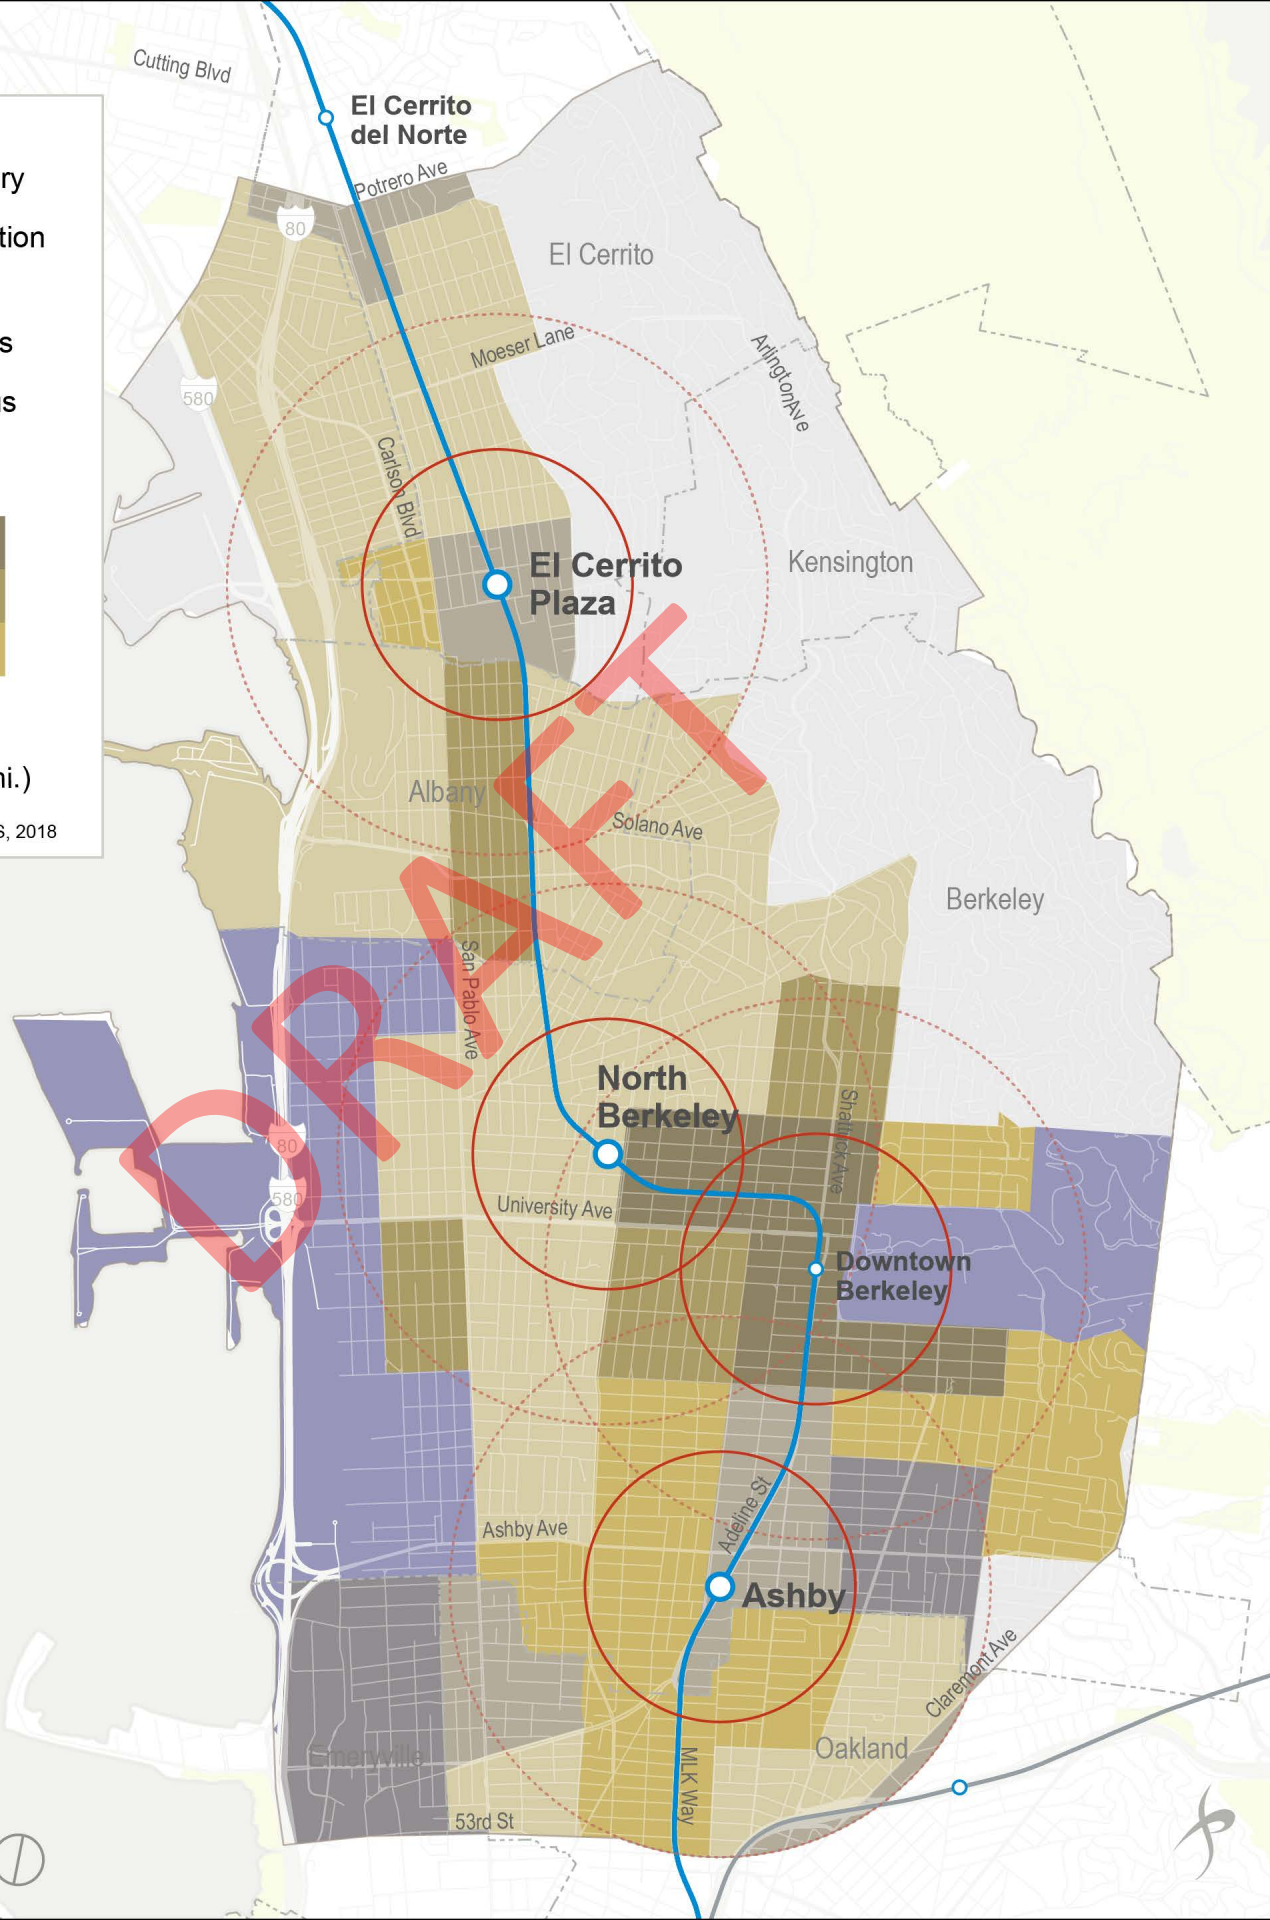 Cutting Blvd
El Cerrito
del Norte
Potrero Ave
80
El Cerrito
Moeser Lane
Arlington Ave
580
Carlson Blvd
El Cerrito
Plaza
Kensington
Albany
Solano Ave
Berkeley
San Pablo Ave
North
Berkeley
Shattuck Ave
80
580
University Ave
Downtown
Berkeley
Adeline St
Ashby Ave
Ashby
Claremont Ave
Emeryville
Oakland
MLK Way
53rd St
DRAFT
ry
tion
s
s
ni.)
S, 2018